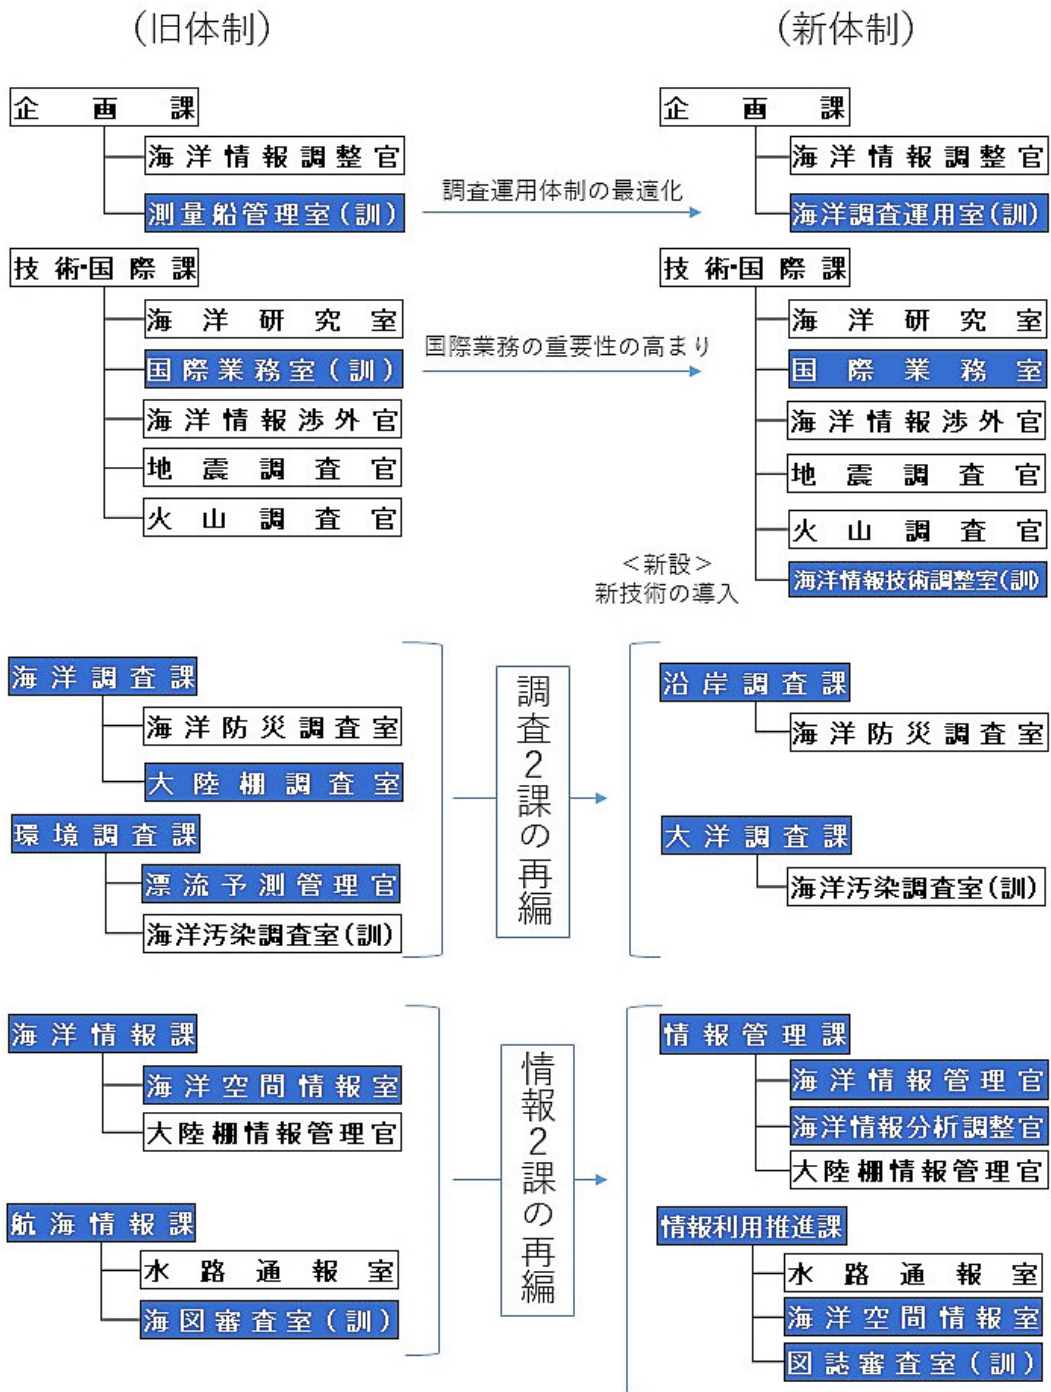 (旧体制)
企画課
海洋情報調整官
測量船管理室(訓)
技術・国際課
海洋研究室
国際業務室(訓)
海洋情報渉外官
地震調査官
火山調査官
海洋調査課
海洋防災調査室
大陸棚調査室
環境調査課
漂流予測管理官
海洋汚染調査室(訓)
海洋情報課
海洋空間情報室
大陸棚情報管理官
航海情報課
水路通報室
海図審査室(訓)
調査運用体制の最適化
国際業務の重要性の高まり
<新設>
新技術の導入
調査2課の再編
情報2課の再編
(新体制)
企画課
海洋情報調整官
海洋調査運用室(訓)
技術・国際課
海洋研究室
国際業務室
海洋情報渉外官
地震調査官
火山調査官
海洋情報技術調整室(訓)
沿岸調査課
海洋防災調査室
大洋調査課
海洋汚染調査室(訓)
情報管理課
海洋情報管理官
海洋情報分析調整官
大陸棚情報管理官
情報利用推進課
水路通報室
海洋空間情報室
図誌審査室(訓)